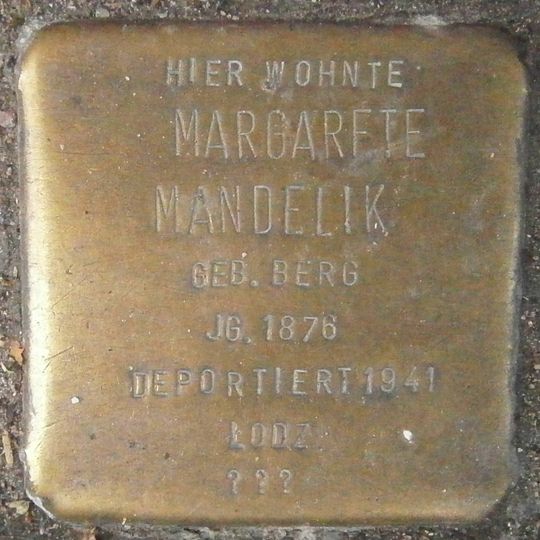 HIER WOHNTE
MARGARETE
MANDELIK
GEB. BERG
JG. 1876
DEPORTIERT 1941
ŁODZ
???